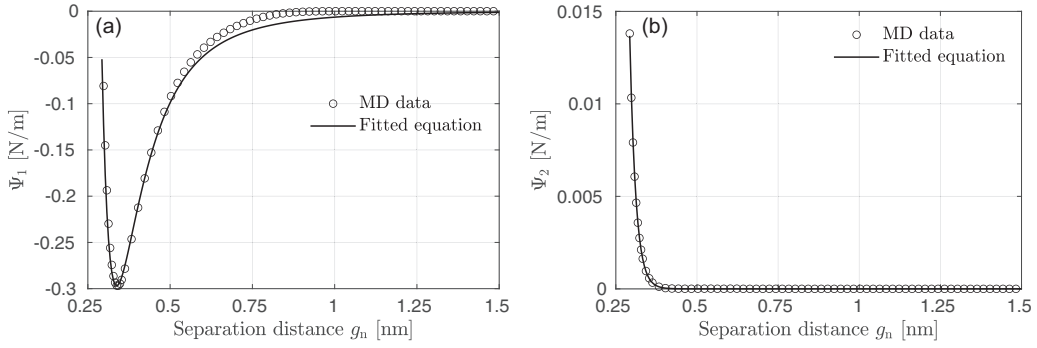 (a)
0
-0.05
-0.1
-0.15
-0.2
-0.25
-0.3
Ψ₁ [N/m]
MD data
Fitted equation
0.25 0.5 0.75 1 1.25 1.5
Separation distance gₙ [nm]
(b)
0.015
0.01
0.005
0
Ψ₂ [N/m]
MD data
Fitted equation
0.25 0.5 0.75 1 1.25 1.5
Separation distance gₙ [nm]